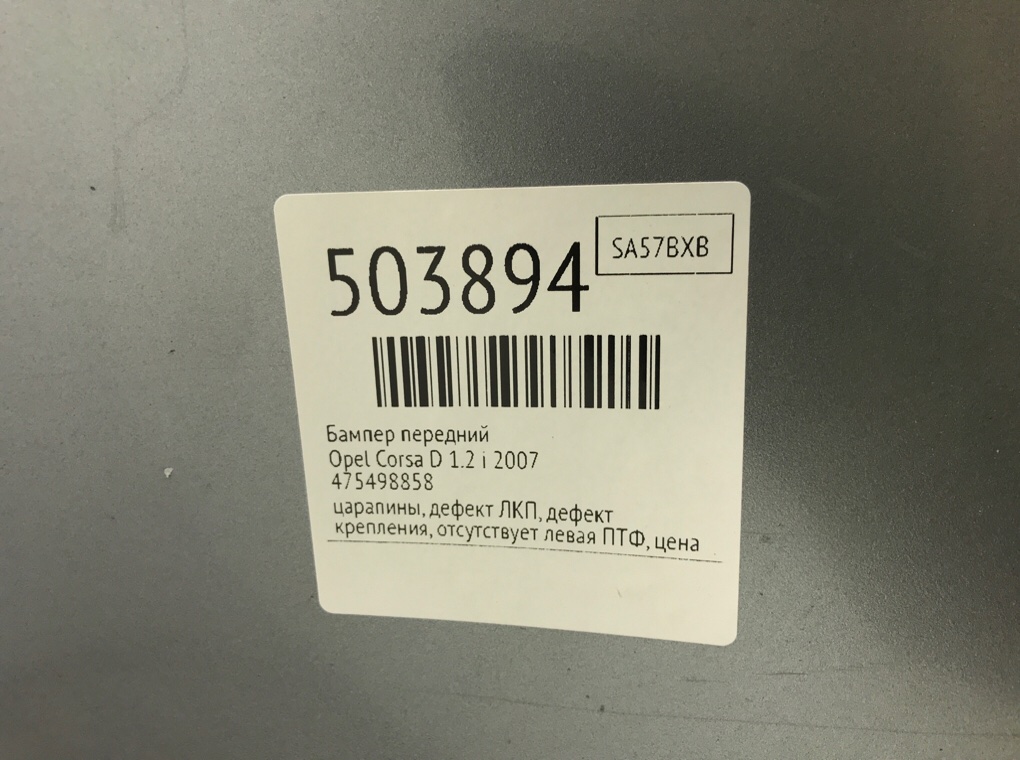 503894
SA57BXB
Бампер передний
Opel Corsa D 1.2 i 2007
475498858
царапины, дефект ЛКП, дефект
крепления, отсутствует левая ПТФ, цена